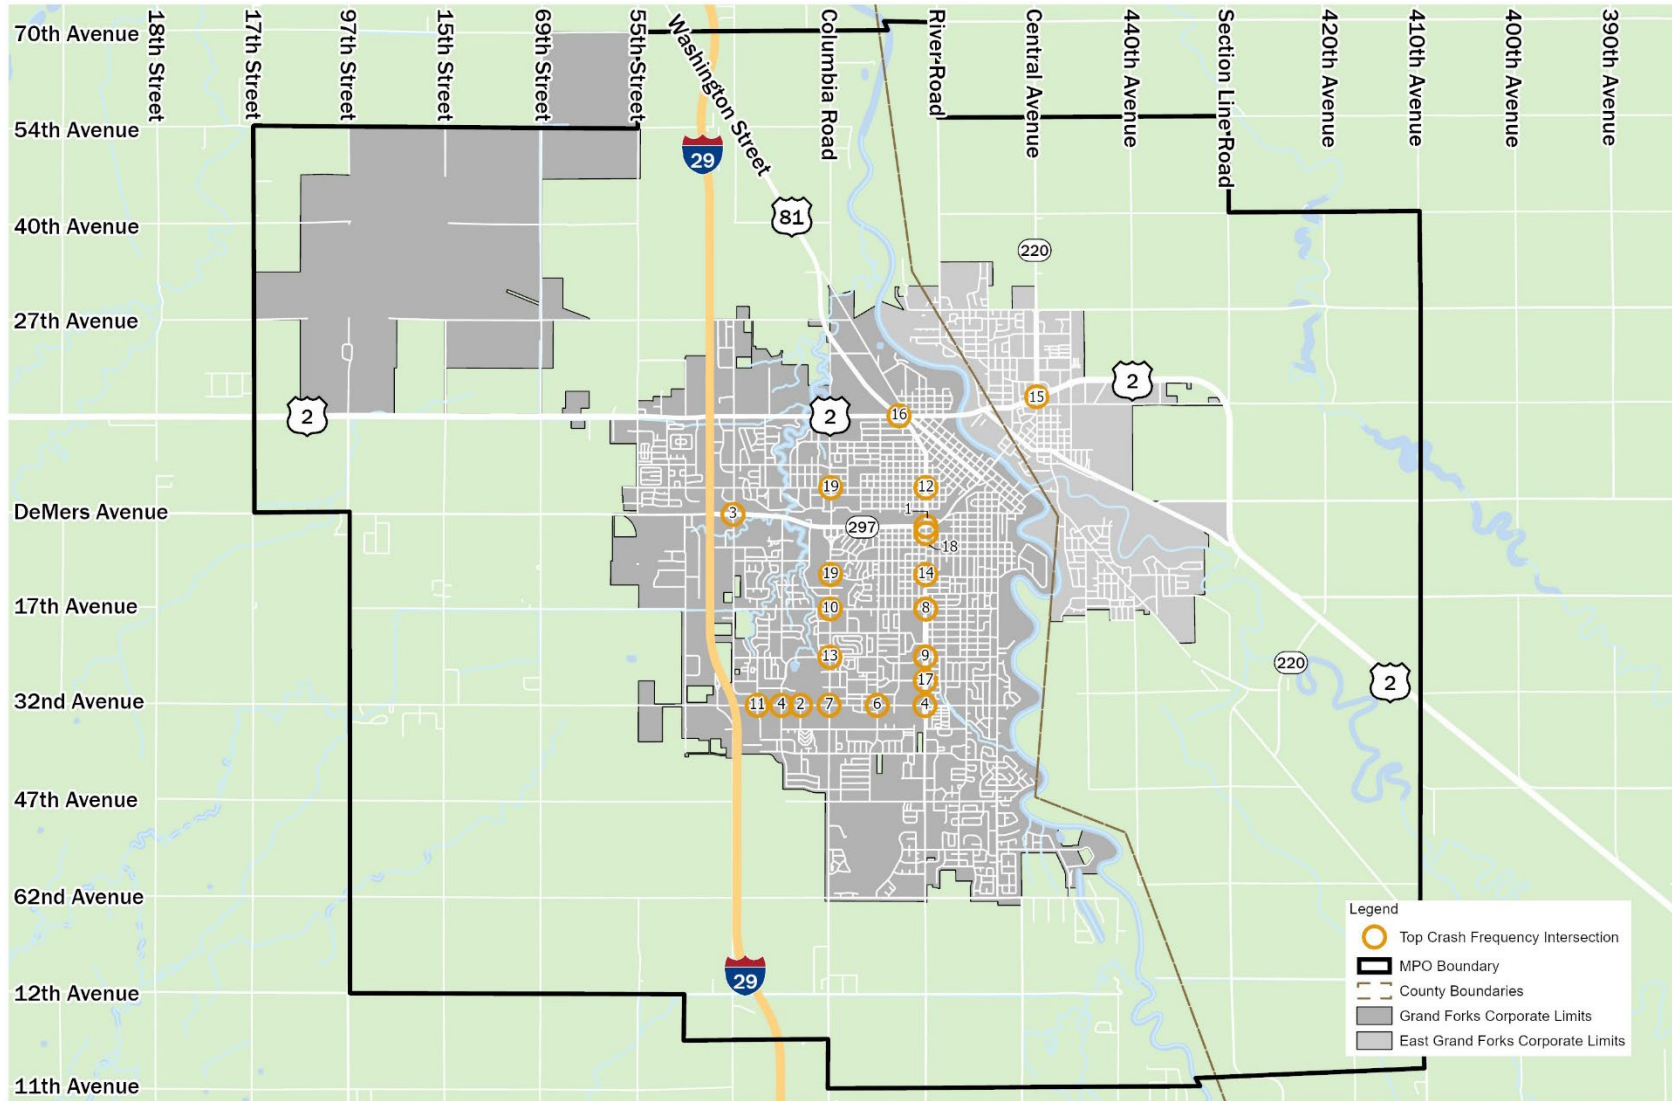 18th Street
17th Street
97th Street
15th Street
69th Street
55th Street
Washington Street
Columbia Road
River Road
Central Avenue
440th Avenue
Section Line Road
420th Avenue
410th Avenue
400th Avenue
390th Avenue
70th Avenue
54th Avenue
29
81
40th Avenue
220
27th Avenue
2
2
2
15
16
19
12
DeMers Avenue
3
1
297
18
19
14
17th Avenue
10
8
13
9
220
17
2
32nd Avenue
11
4
2
7
6
4
47th Avenue
62nd Avenue
29
12th Avenue
11th Avenue
Legend
Top Crash Frequency Intersection
MPO Boundary
County Boundaries
Grand Forks Corporate Limits
East Grand Forks Corporate Limits